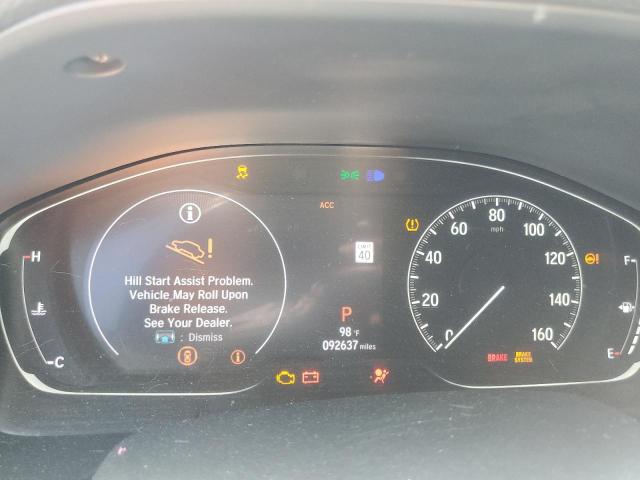 ACC
LIMIT
40
Hill Start Assist Problem.
Vehicle May Roll Upon
Brake Release.
See Your Dealer.
: Dismiss
H
C
P
98 °F
092637 miles
0
20
40
60
80
mph
100
120
140
160
BRAKE
BRAKE
SYSTEM
F
E